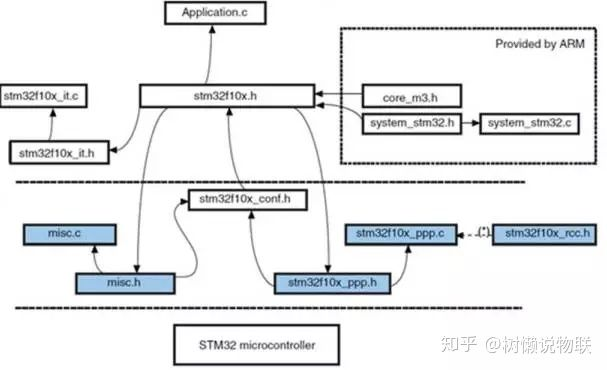 Application.c
Provided by ARM
stm32f10x_it.c
stm32f10x.h
core_m3.h
system_stm32.h
system_stm32.c
stm32f10x_it.h
stm32f10x_conf.h
misc.c
stm32f10x_ppp.c
(*)
stm32f10x_rcc.h
misc.h
stm32f10x_ppp.h
STM32 microcontroller
知乎 @树懒说物联